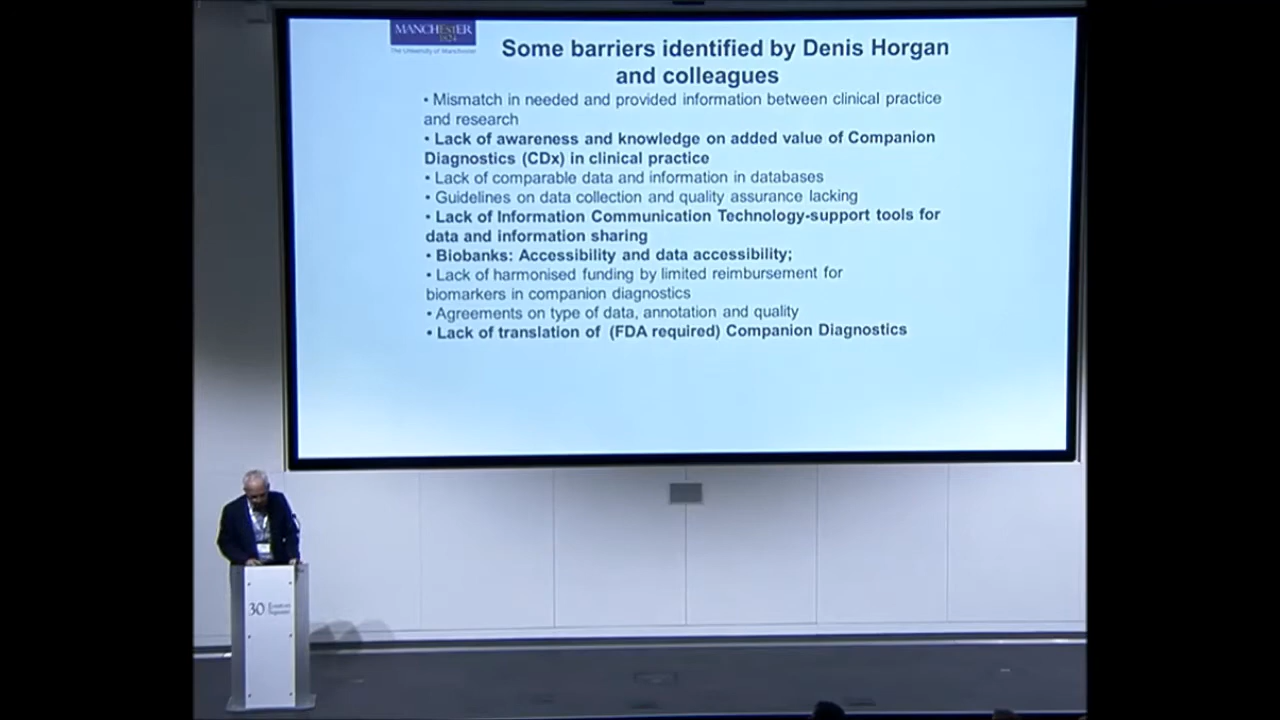 MANCHESTER
1824
The University of Manchester
Some barriers identified by Denis Horgan
and colleagues
• Mismatch in needed and provided information between clinical practice
and research
• Lack of awareness and knowledge on added value of Companion
Diagnostics (CDx) in clinical practice
• Lack of comparable data and information in databases
• Guidelines on data collection and quality assurance lacking
• Lack of Information Communication Technology-support tools for
data and information sharing
• Biobanks: Accessibility and data accessibility;
• Lack of harmonised funding by limited reimbursement for
biomarkers in companion diagnostics
• Agreements on type of data, annotation and quality
• Lack of translation of (FDA required) Companion Diagnostics
30